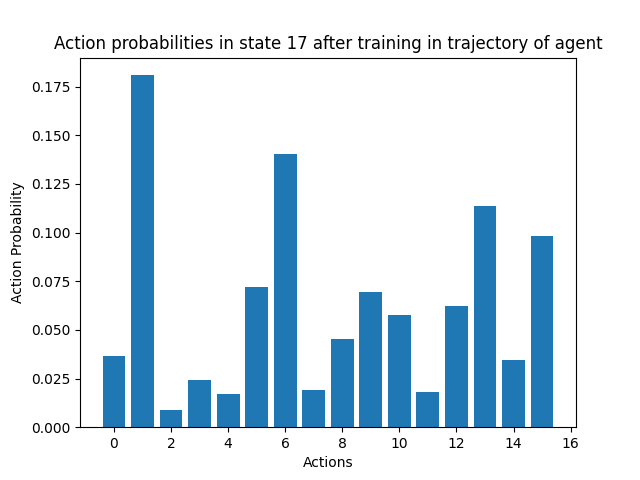 Action probabilities in state 17 after training in trajectory of agent
0.175
0.150
0.125
0.100
0.075
0.050
0.025
0.000
Action Probability
0 2 4 6 8 10 12 14 16
Actions